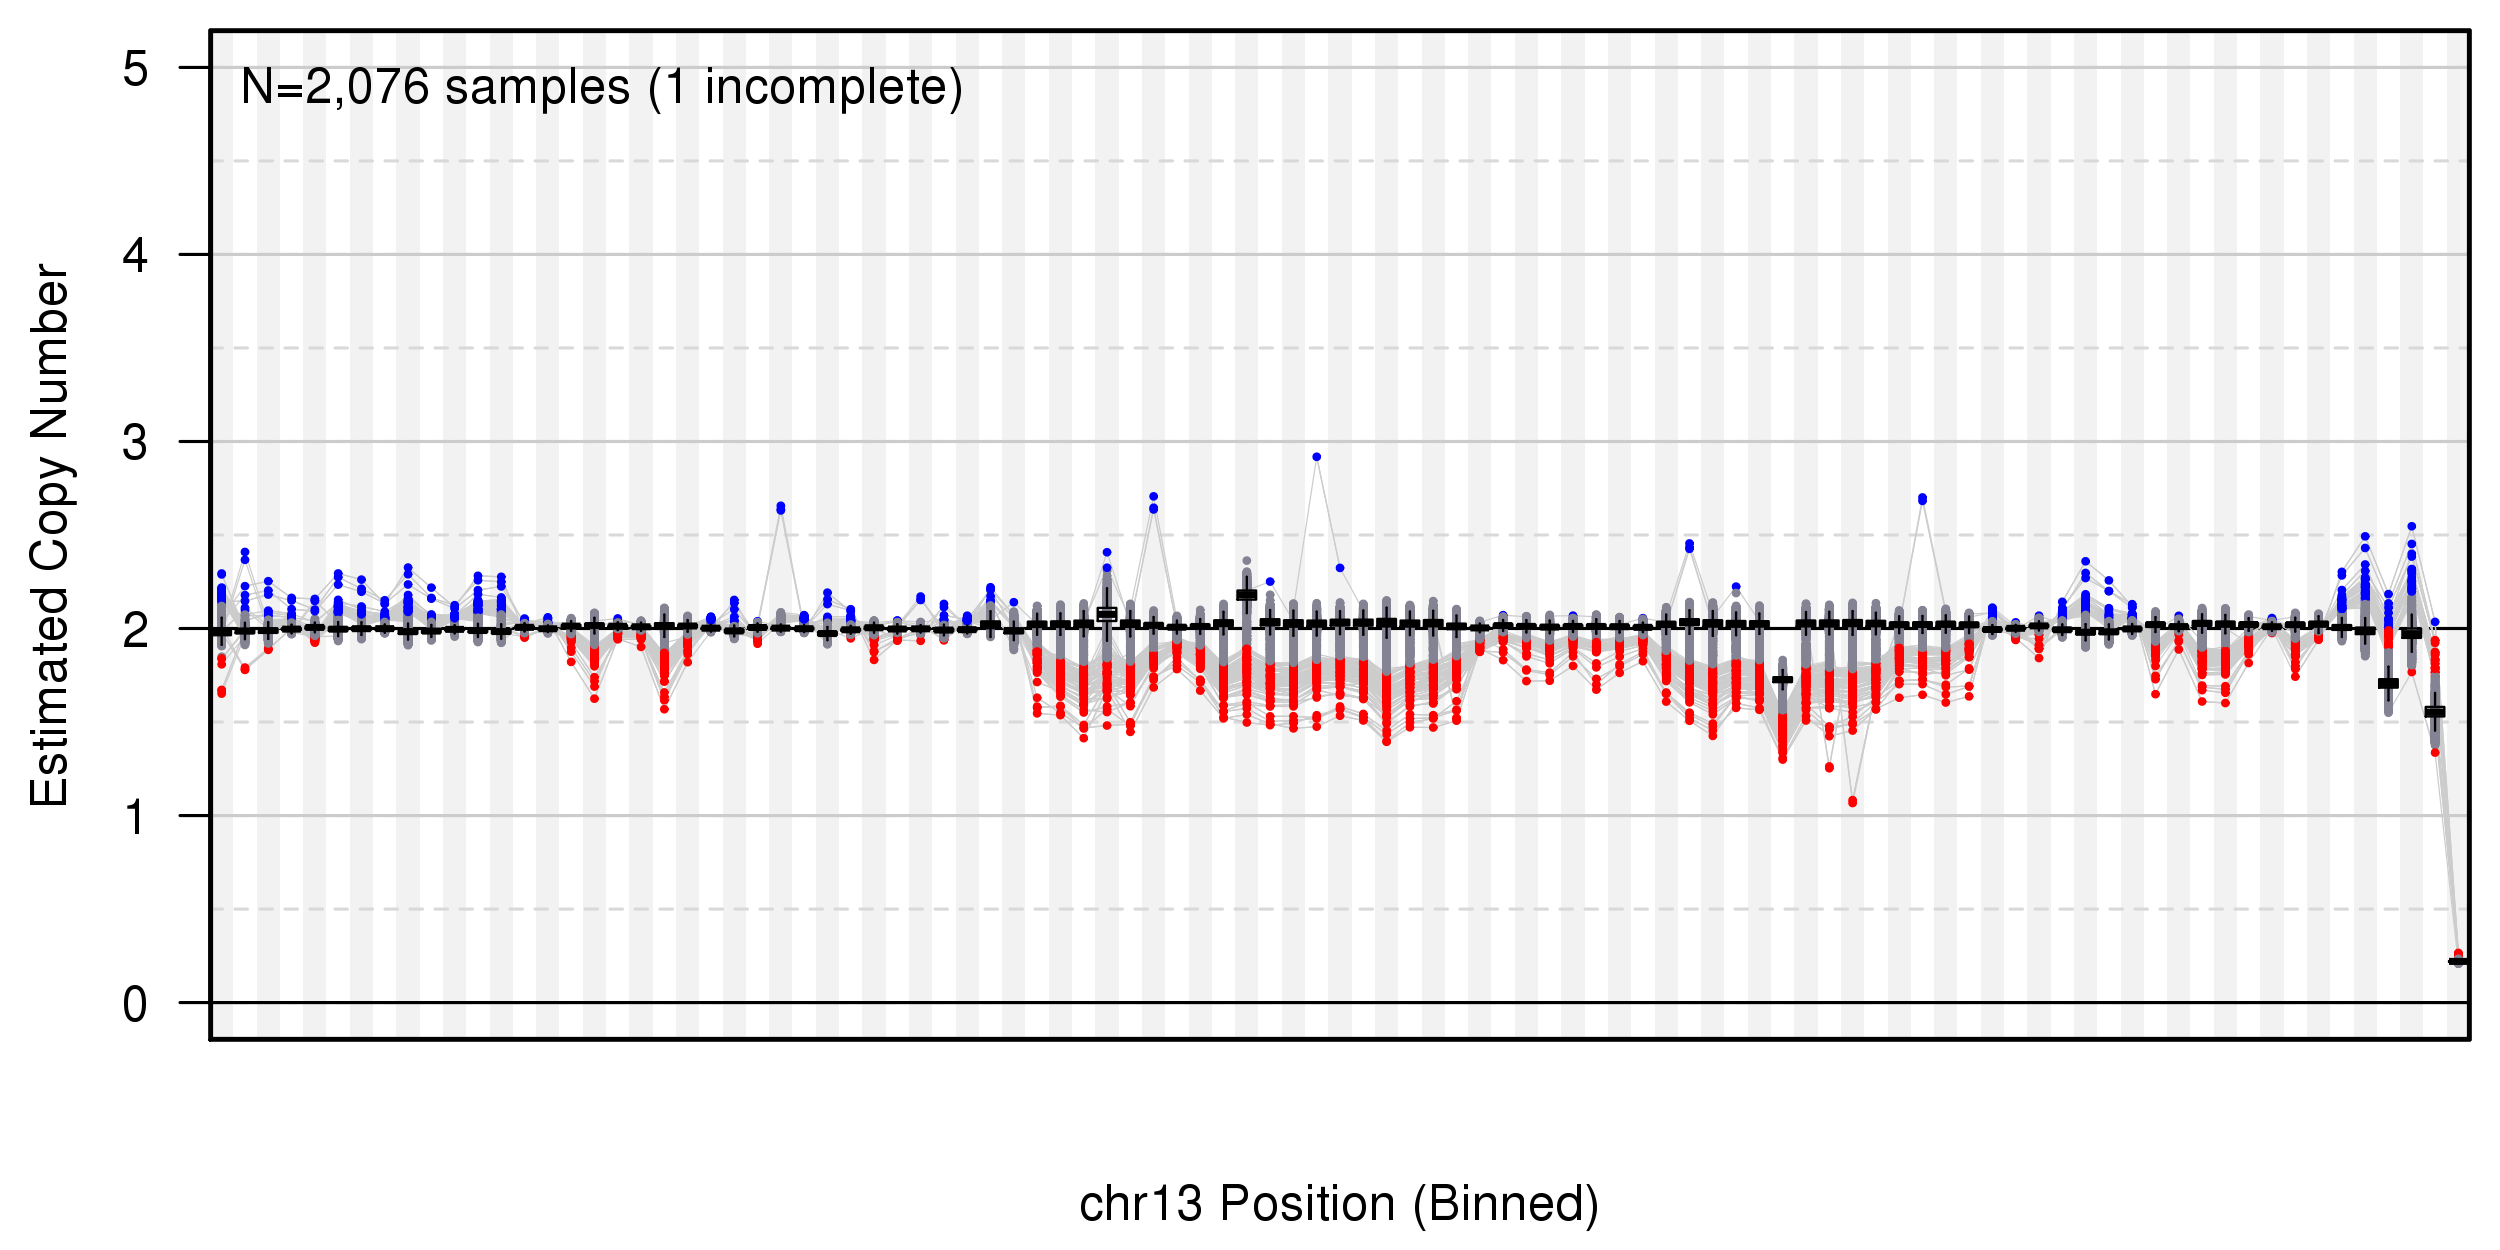 N=2,076 samples (1 incomplete)
5
4
3
2
1
0
Estimated Copy Number
chr13 Position (Binned)